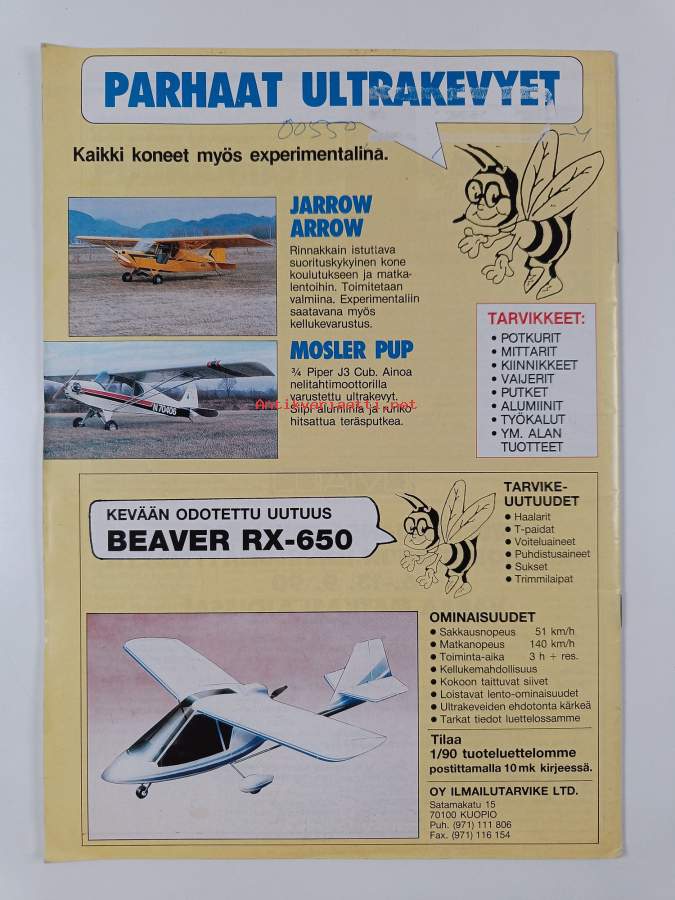 PARHAAT ULTRAKEVYET
00550
Kaikki koneet myös experimentalina.
JARROW
ARROW
Rinnakkain istuttava
suorituskykyinen kone
koulutukseen ja matka-
lentoihin. Toimitetaan
valmiina. Experimentaliin
saatavana myös
kellukevarustus.
MOSLER PUP
¾ Piper J3 Cub. Ainoa
nelitahtimoottorilla
varustettu ultrakevyt.
Siipi alumiinia ja runko
hitsattua teräsputkea.
N70406
Antikvariaatti.net
TARVIKKEET:
• POTKURIT
• MITTARIT
• KIINNIKKEET
• VAIJERIT
• PUTKET
• ALUMIINIT
• TYÖKALUT
• YM. ALAN
TUOTTEET
KEVÄÄN ODOTETTU UUTUUS
BEAVER RX-650
TARVIKE-
UUTUUDET
• Haalarit
• T-paidat
• Voiteluaineet
• Puhdistusaineet
• Sukset
• Trimmilaipat
OMINAISUUDET
• Sakkausnopeus 51 km/h
• Matkanopeus 140 km/h
• Toiminta-aika 3 h + res.
• Kellukemahdollisuus
• Kokoon taittuvat siivet
• Loistavat lento-ominaisuudet
• Ultrakeveiden ehdotonta kärkeä
• Tarkat tiedot luettelossamme
Tilaa
1/90 tuoteluettelomme
postittamalla 10 mk kirjeessä.
OY ILMAILUTARVIKE LTD.
Satamakatu 15
70100 KUOPIO
Puh. (971) 111 806
Fax. (971) 116 154